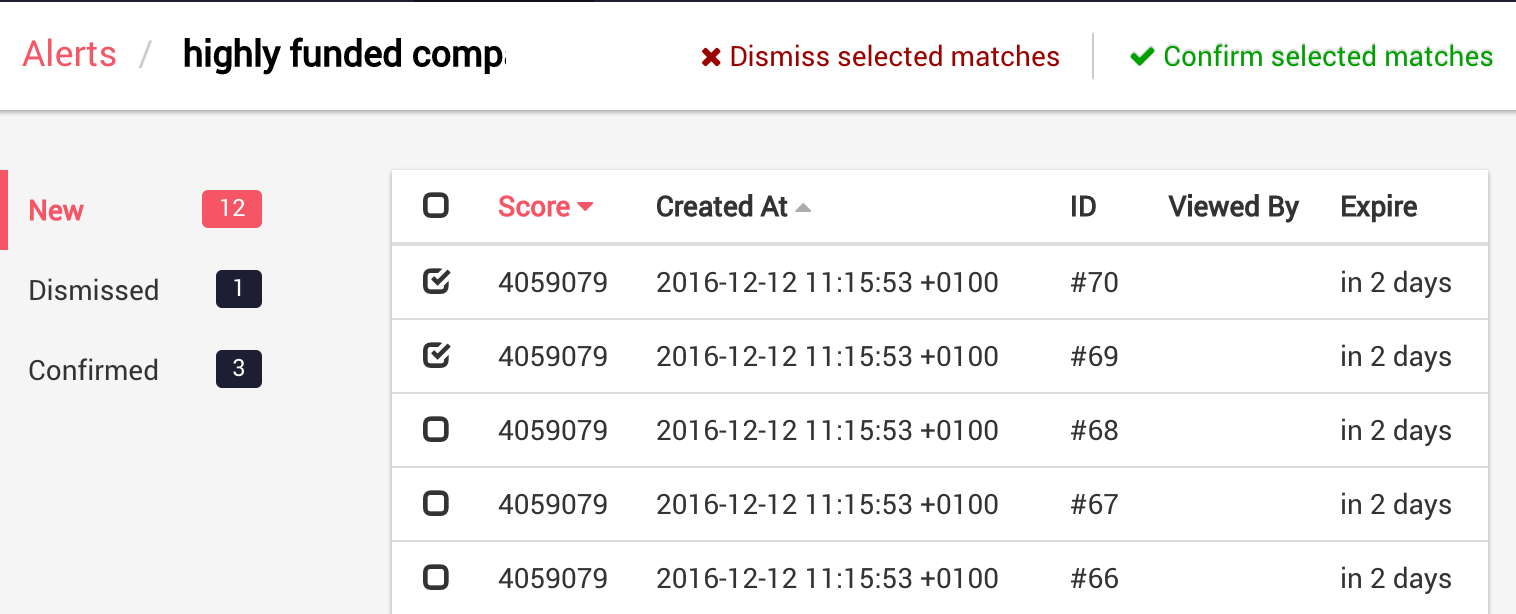 Alerts / highly funded comp
Dismiss selected matches
Confirm selected matches
New 12
Dismissed 1
Confirmed 3
Score Created At ID Viewed By Expire
4059079 2016-12-12 11:15:53 +0100 #70 in 2 days
4059079 2016-12-12 11:15:53 +0100 #69 in 2 days
4059079 2016-12-12 11:15:53 +0100 #68 in 2 days
4059079 2016-12-12 11:15:53 +0100 #67 in 2 days
4059079 2016-12-12 11:15:53 +0100 #66 in 2 days